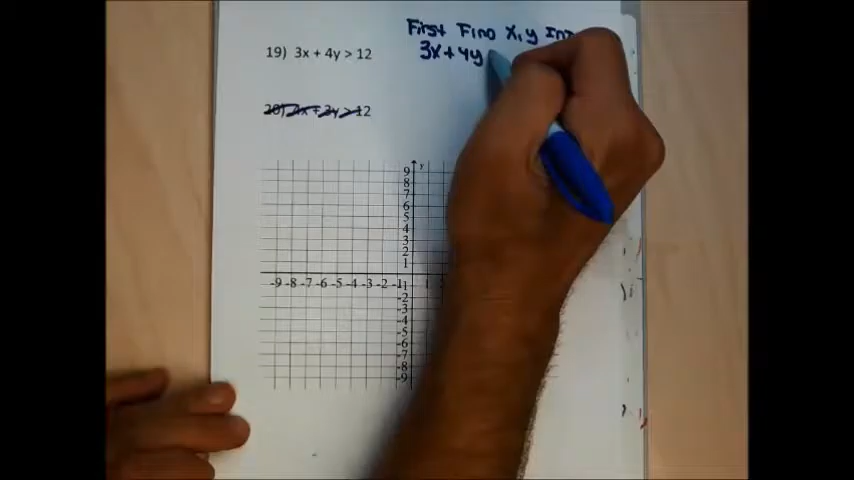 First Find X, y Int
19) 3x + 4y > 12
3x + 4y
20) 4x + 3y > 12
y
9
8
7
6
5
4
3
2
1
-9 -8 -7 -6 -5 -4 -3 -2 -1 1
-2
-3
-4
-5
-6
-7
-8
-9